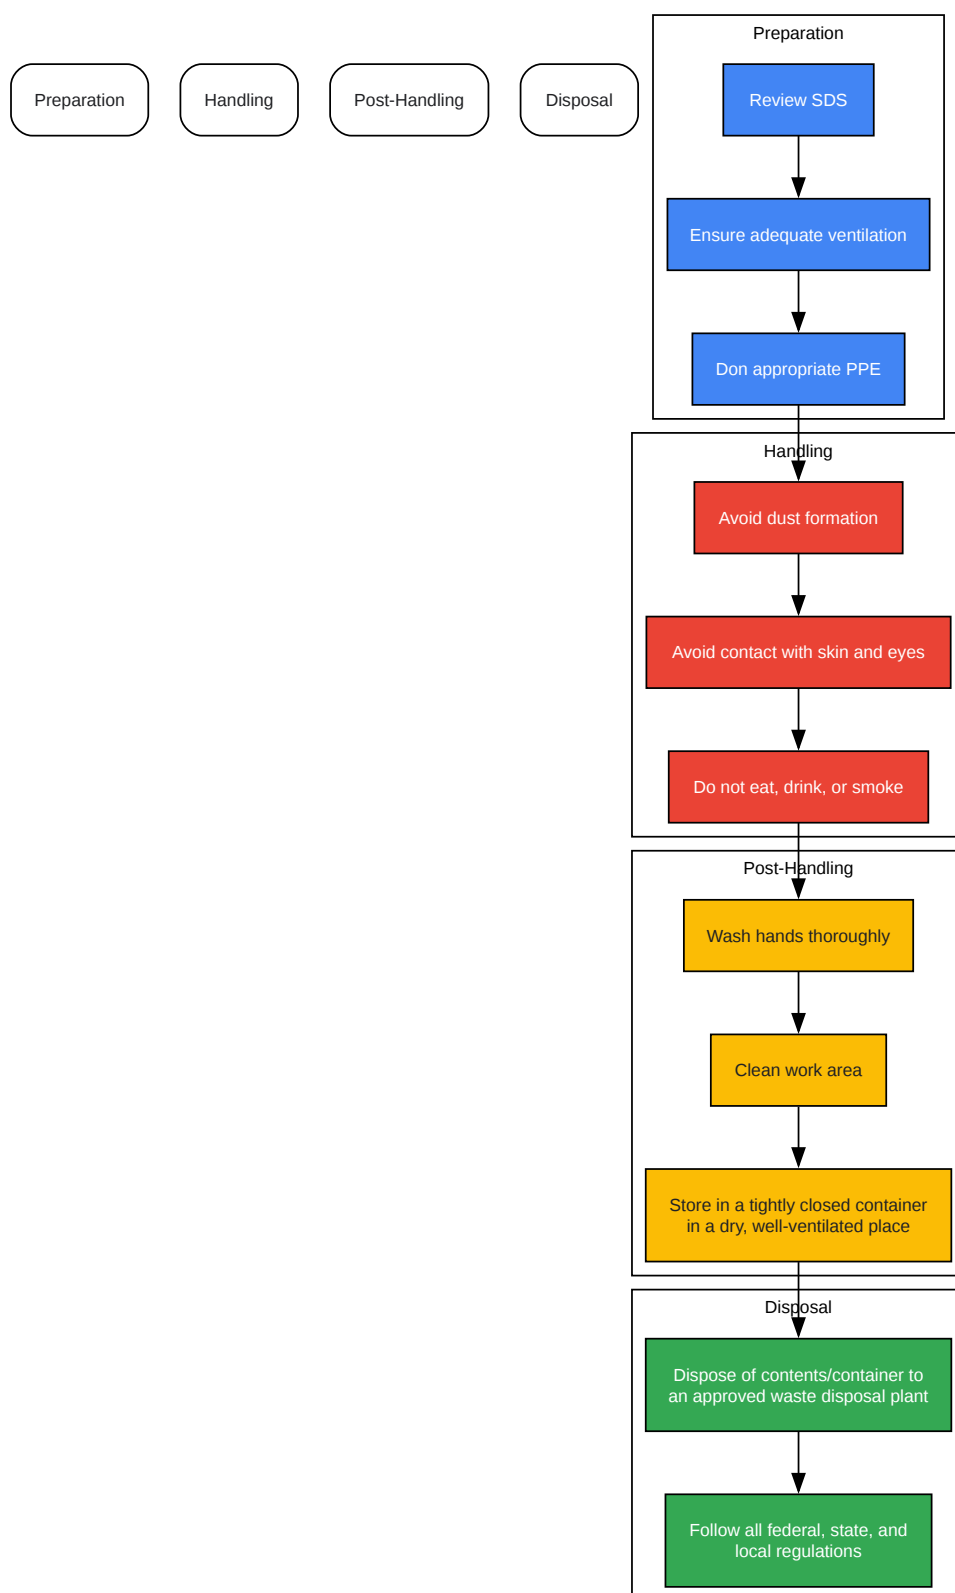 Preparation
Preparation
Handling
Post-Handling
Disposal
Review SDS
Ensure adequate ventilation
Don appropriate PPE
Handling
Avoid dust formation
Avoid contact with skin and eyes
Do not eat, drink, or smoke
Post-Handling
Wash hands thoroughly
Clean work area
Store in a tightly closed container
in a dry, well-ventilated place
Disposal
Dispose of contents/container to
an approved waste disposal plant
Follow all federal, state, and
local regulations